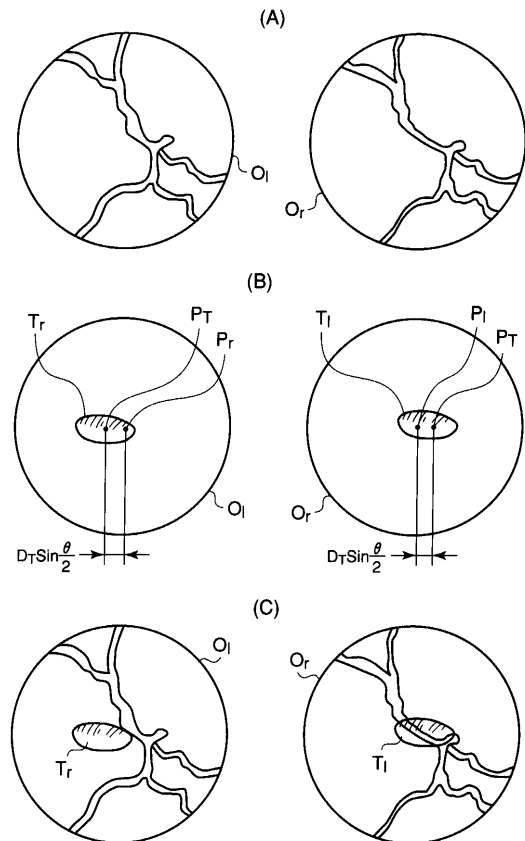 (A)
Ol
Or
(B)
Tr
PT
Pr
Tl
Pl
PT
Ol
Or
DTSin θ/2
DTSin θ/2
(C)
Ol
Or
Tr
Tl